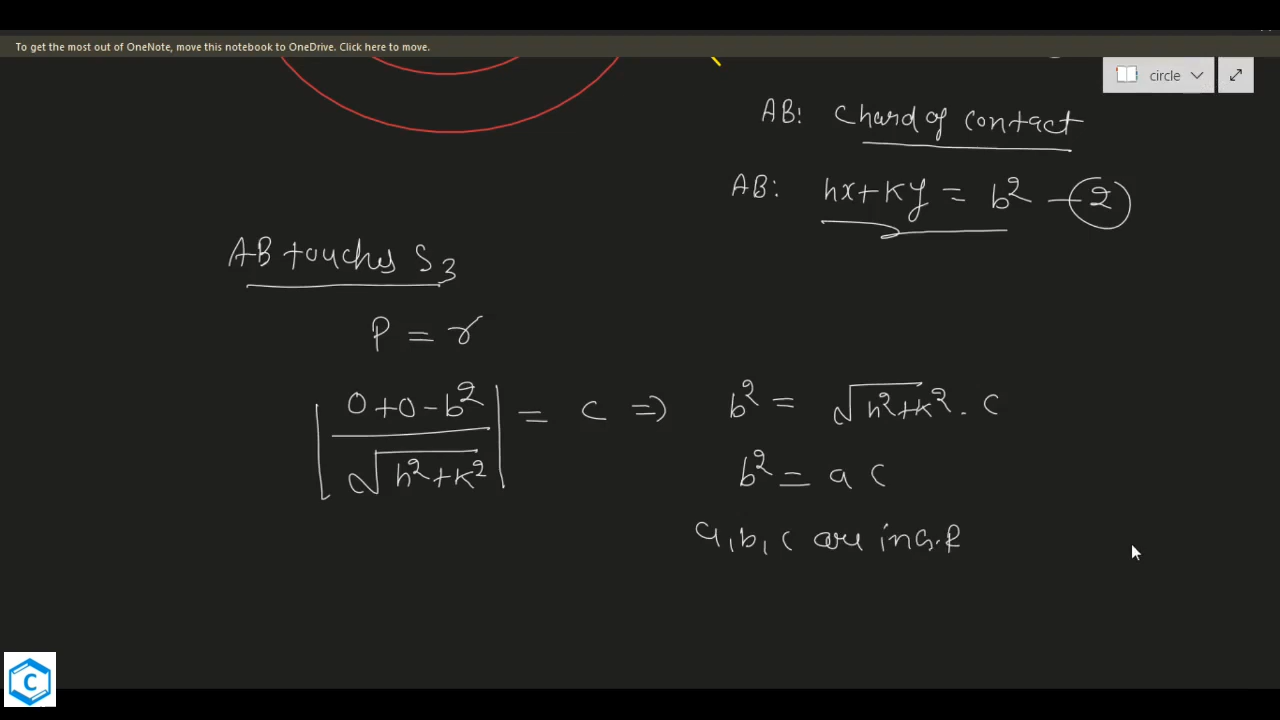 To get the most out of OneNote, move this notebook to OneDrive. Click here to move.
circle
AB: Chord of contact
AB: hx+ky = b² — 2
AB touches S₃
P = r
|0+0-b² / √h²+k²| = c ⇒ b² = √h²+k² . c
b² = a c
a, b, c are in G.P
C